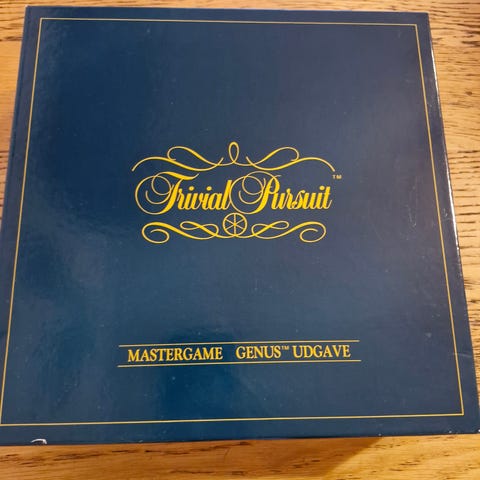 Trivial Pursuit™
MASTERGAME GENUS™ UDGAVE